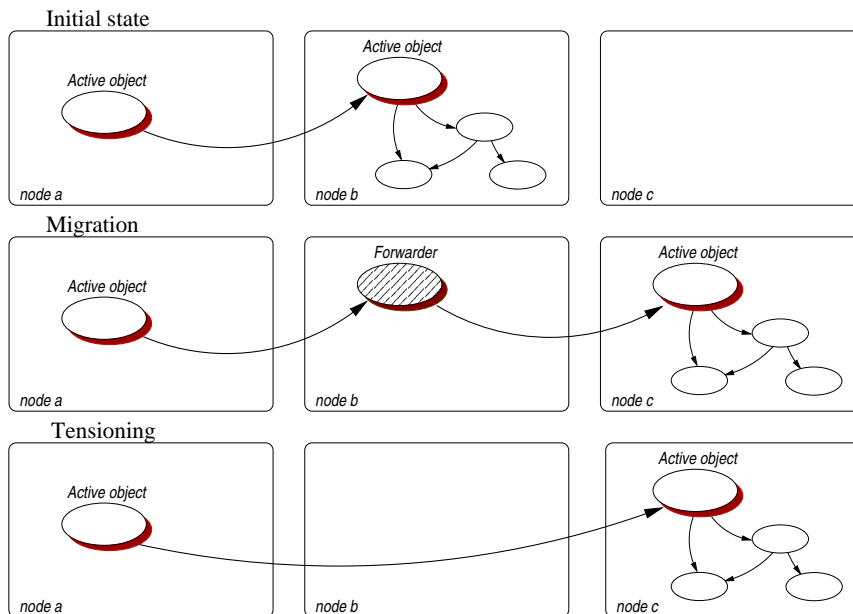 Initial state
Active object
Active object
node a
node b
node c
Migration
Active object
Forwarder
Active object
node a
node b
node c
Tensioning
Active object
Active object
node a
node b
node c